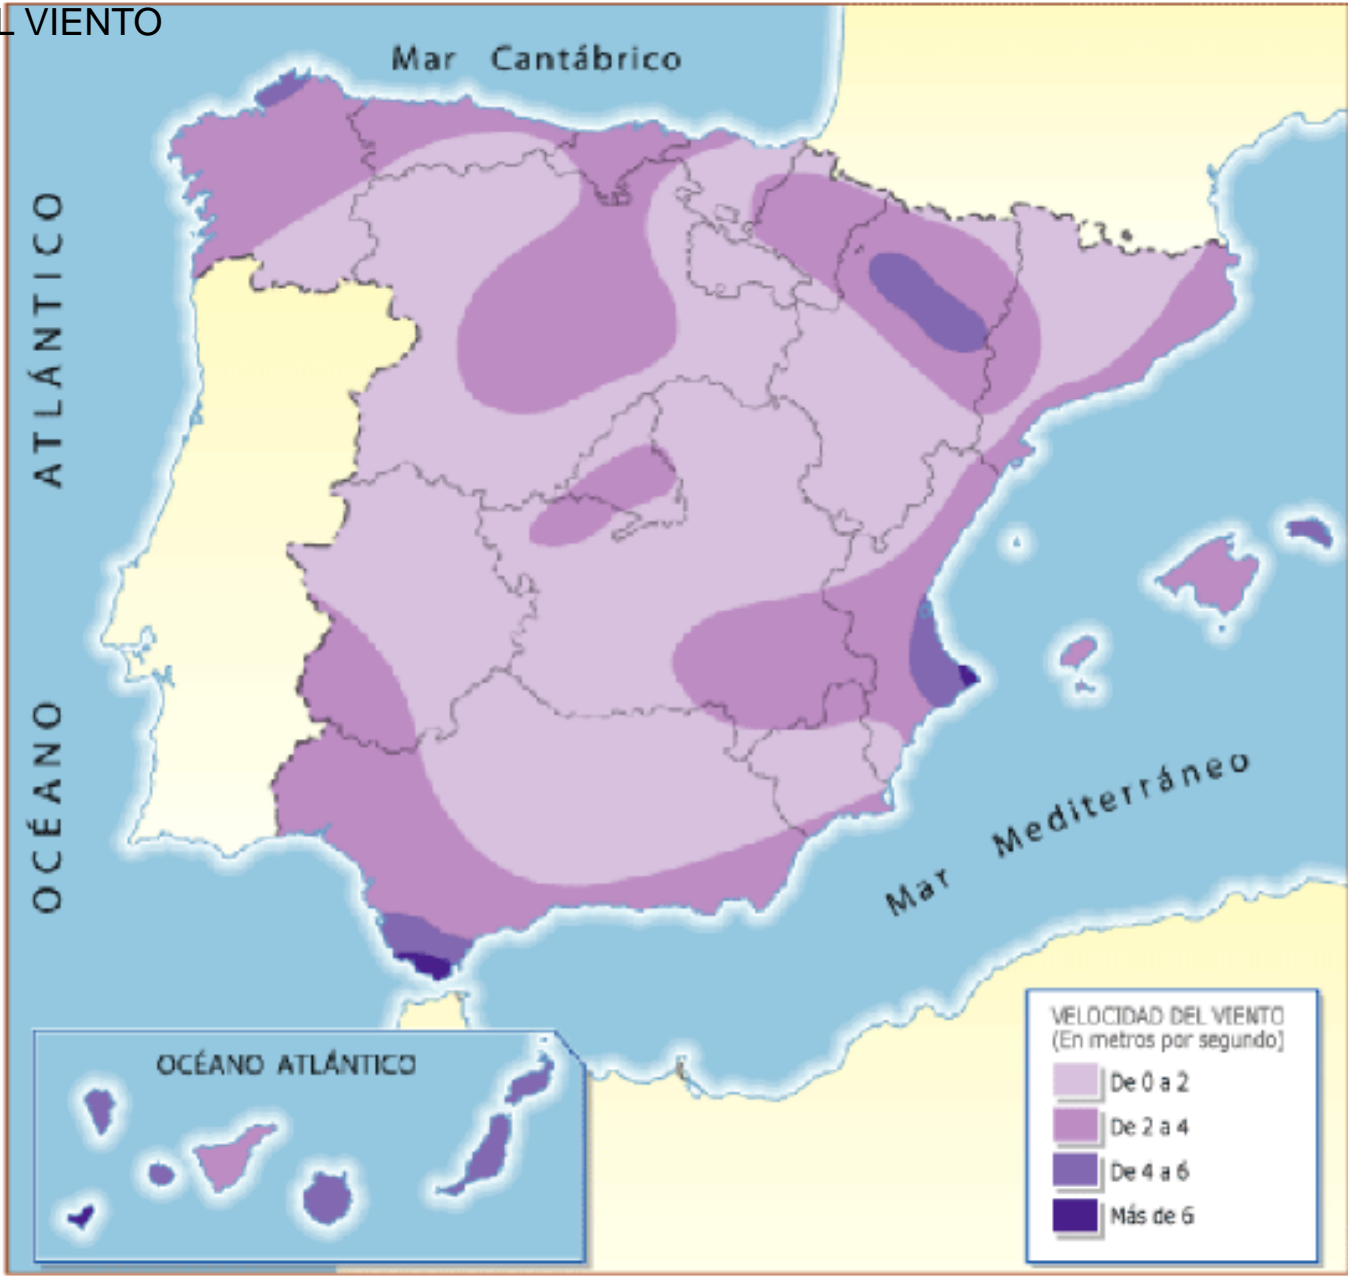 L VIENTO
Mar Cantábrico
OCÉANO ATLÁNTICO
Mar Mediterráneo
OCÉANO ATLÁNTICO
VELOCIDAD DEL VIENTO
(En metros por segundo)
De 0 a 2
De 2 a 4
De 4 a 6
Más de 6